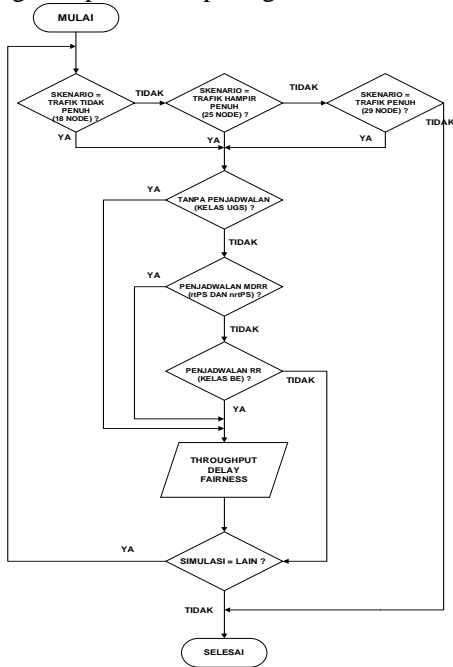 MULAI
SKENARIO =
TRAFIK TIDAK
PENUH
(18 NODE) ?
TIDAK
SKENARIO =
TRAFIK HAMPIR
PENUH
(25 NODE) ?
TIDAK
SKENARIO =
TRAFIK PENUH
(29 NODE) ?
TIDAK
YA
YA
YA
YA
TANPA PENJADWALAN
(KELAS UGS) ?
TIDAK
YA
PENJADWALAN MDRR
(rtPS DAN nrtPS) ?
TIDAK
PENJADWALAN RR
(KELAS BE) ?
TIDAK
YA
THROUGHPUT
DELAY
FAIRNESS
YA
SIMULASI = LAIN ?
TIDAK
SELESAI